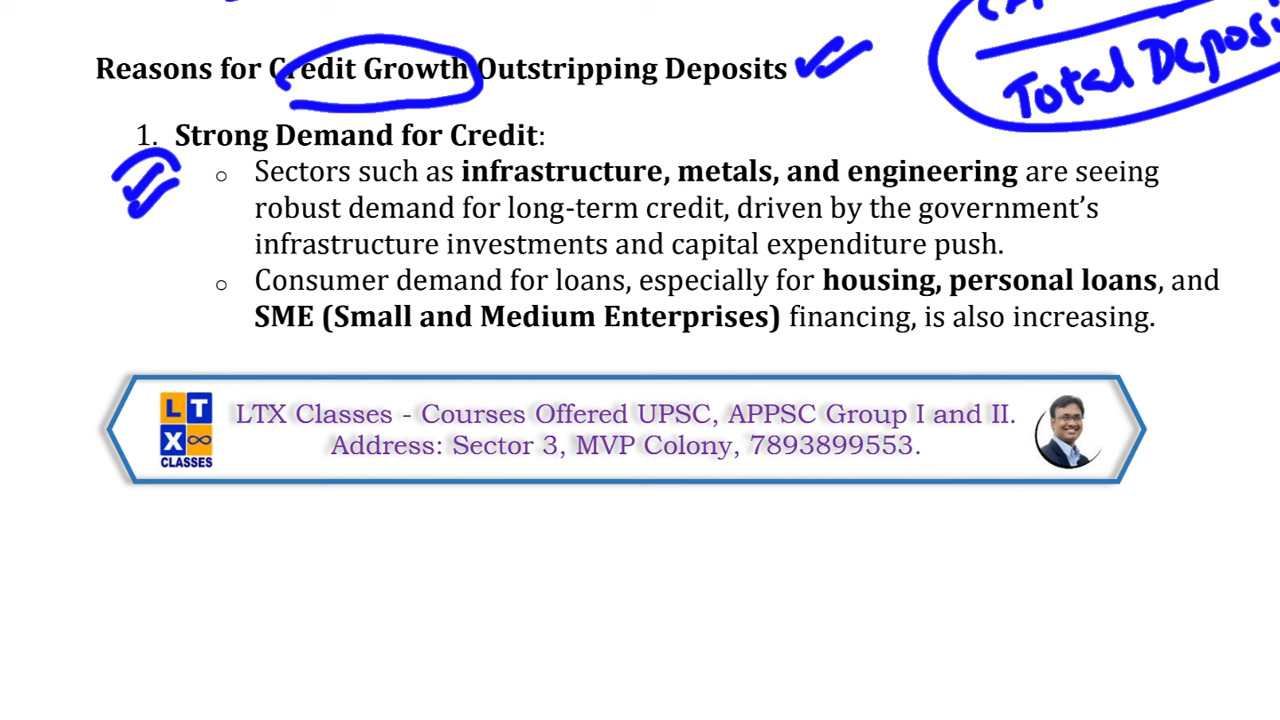 Total Deposi
Reasons for Credit Growth Outstripping Deposits
1. Strong Demand for Credit:
o Sectors such as infrastructure, metals, and engineering are seeing
robust demand for long-term credit, driven by the government’s
infrastructure investments and capital expenditure push.
o Consumer demand for loans, especially for housing, personal loans, and
SME (Small and Medium Enterprises) financing, is also increasing.
LTX CLASSES
LTX Classes - Courses Offered UPSC, APPSC Group I and II.
Address: Sector 3, MVP Colony, 7893899553.